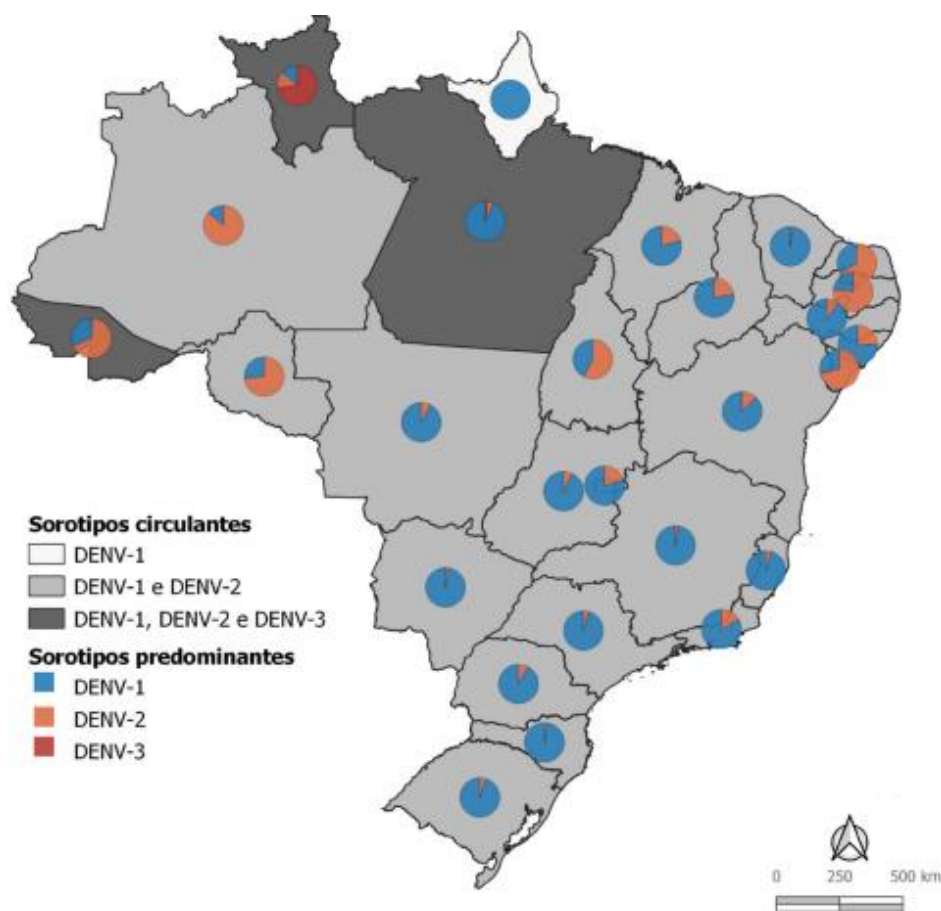 Sorotipos circulantes
DENV-1
DENV-1 e DENV-2
DENV-1, DENV-2 e DENV-3
Sorotipos predominantes
DENV-1
DENV-2
DENV-3
0 250 500 km